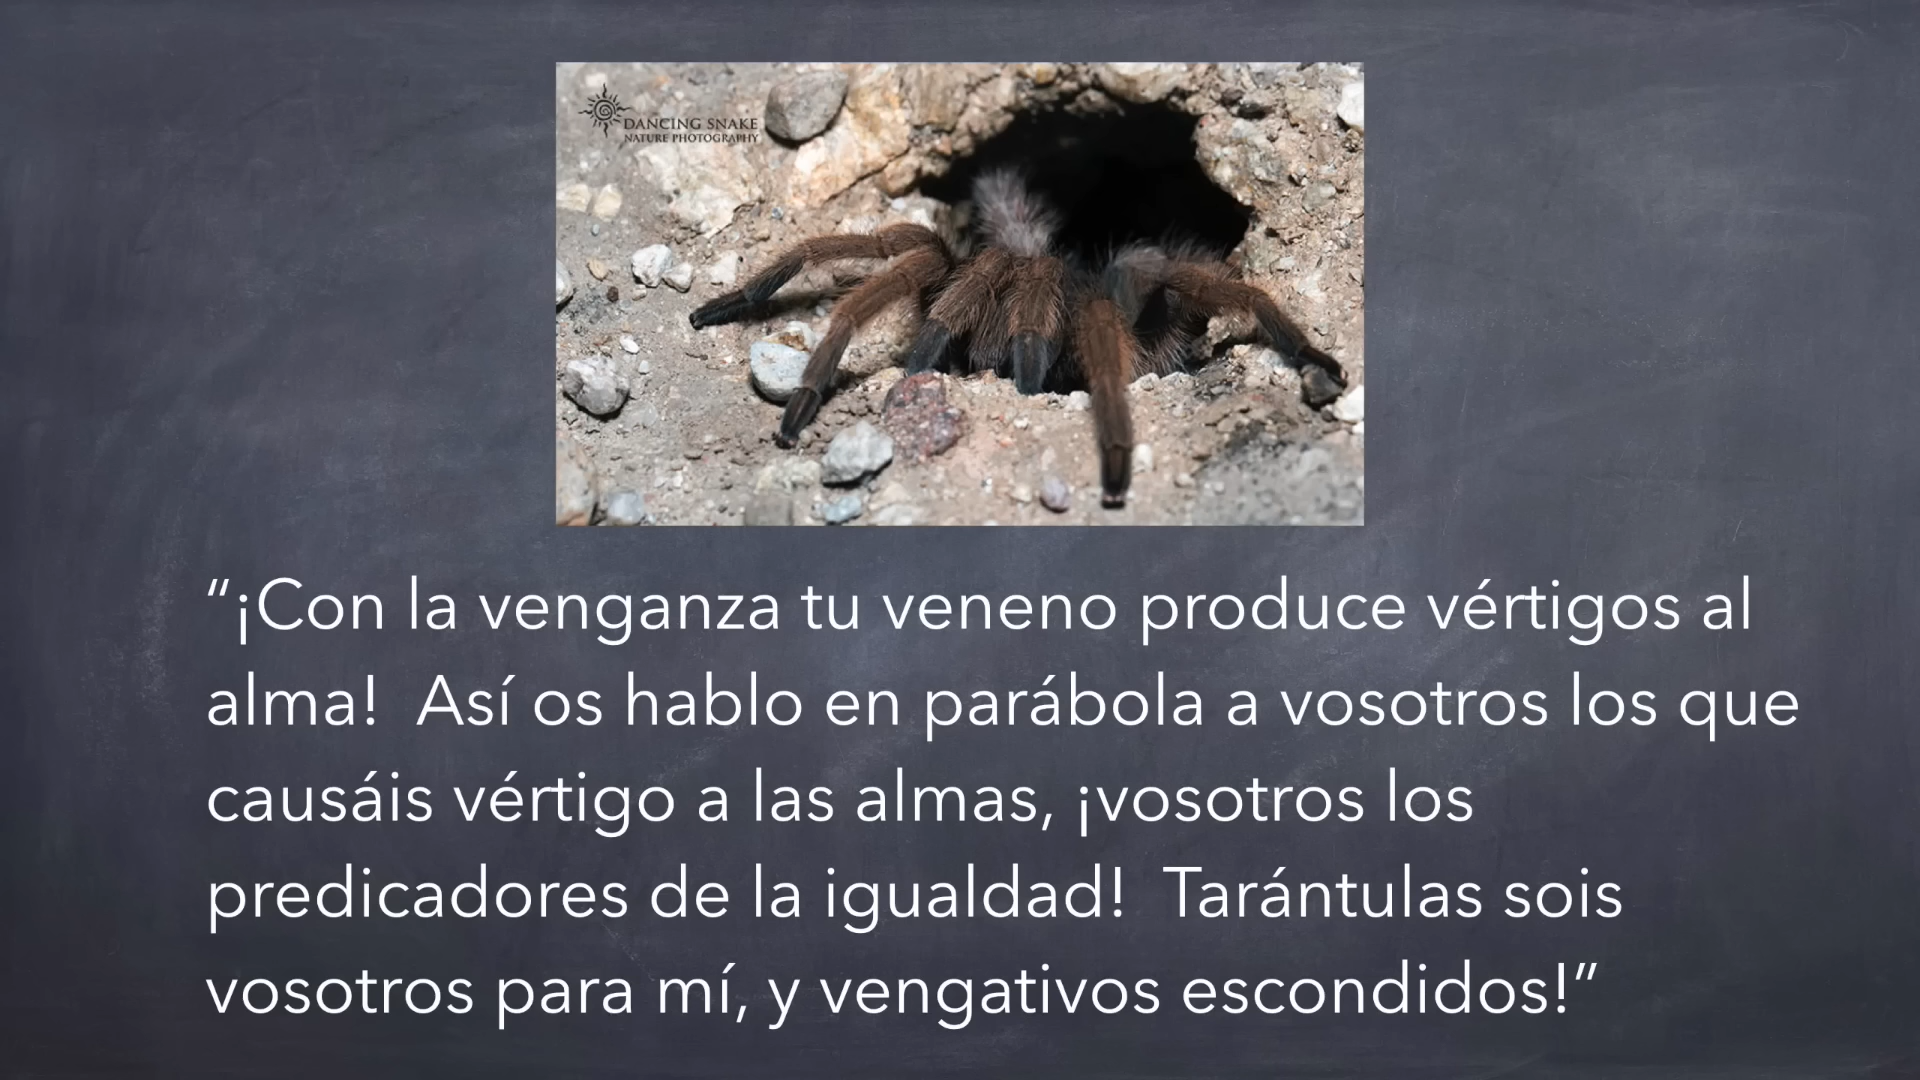 DANCING SNAKE
NATURE PHOTOGRAPHY
“¡Con la venganza tu veneno produce vértigos al
alma!  Así os hablo en parábola a vosotros los que
causáis vértigo a las almas, ¡vosotros los
predicadores de la igualdad!  Tarántulas sois
vosotros para mí, y vengativos escondidos!”